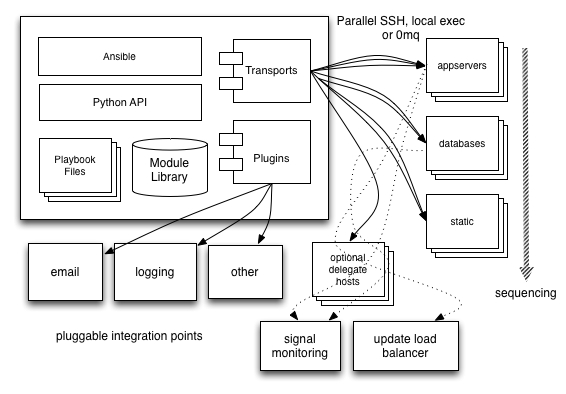 Parallel SSH, local exec
or 0mq
Ansible
Transports
appservers
Python API
Playbook
Files
Module
Library
Plugins
databases
static
email
logging
other
optional
delegate
hosts
sequencing
pluggable integration points
signal
monitoring
update load
balancer